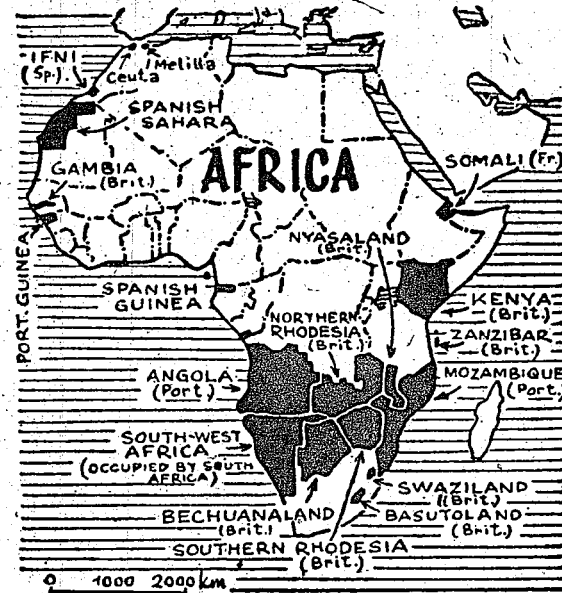 IFNI
(Sp.)
Ceuta
Melilla
SPANISH
SAHARA
GAMBIA
(Brit.)
AFRICA
SOMALI (Fr.)
NYASALAND
(Brit.)
PORT. GUINEA
SPANISH
GUINEA
NORTHERN
RHODESIA
(Brit.)
KENYA
(Brit.)
ZANZIBAR
(Brit.)
ANGOLA
(Port.)
MOZAMBIQUE
(Port.)
SOUTH-WEST
AFRICA
(OCCUPIED BY SOUTH
AFRICA)
SWAZILAND
(Brit.)
BECHUANALAND
(Brit.)
BASUTOLAND
(Brit.)
SOUTHERN RHODESIA
(Brit.)
0 1000 2000 km